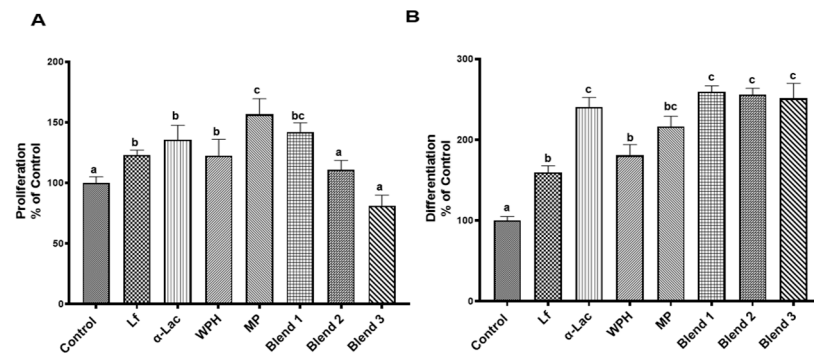 A
Proliferation
% of Control
200
150
100
50
0
a
b
b
b
c
bc
a
a
Control
Lf
α-Lac
WPH
MP
Blend 1
Blend 2
Blend 3
B
Differentiation
% of Control
300
200
100
0
a
b
c
b
bc
c
c
c
Control
Lf
α-Lac
WPH
MP
Blend 1
Blend 2
Blend 3